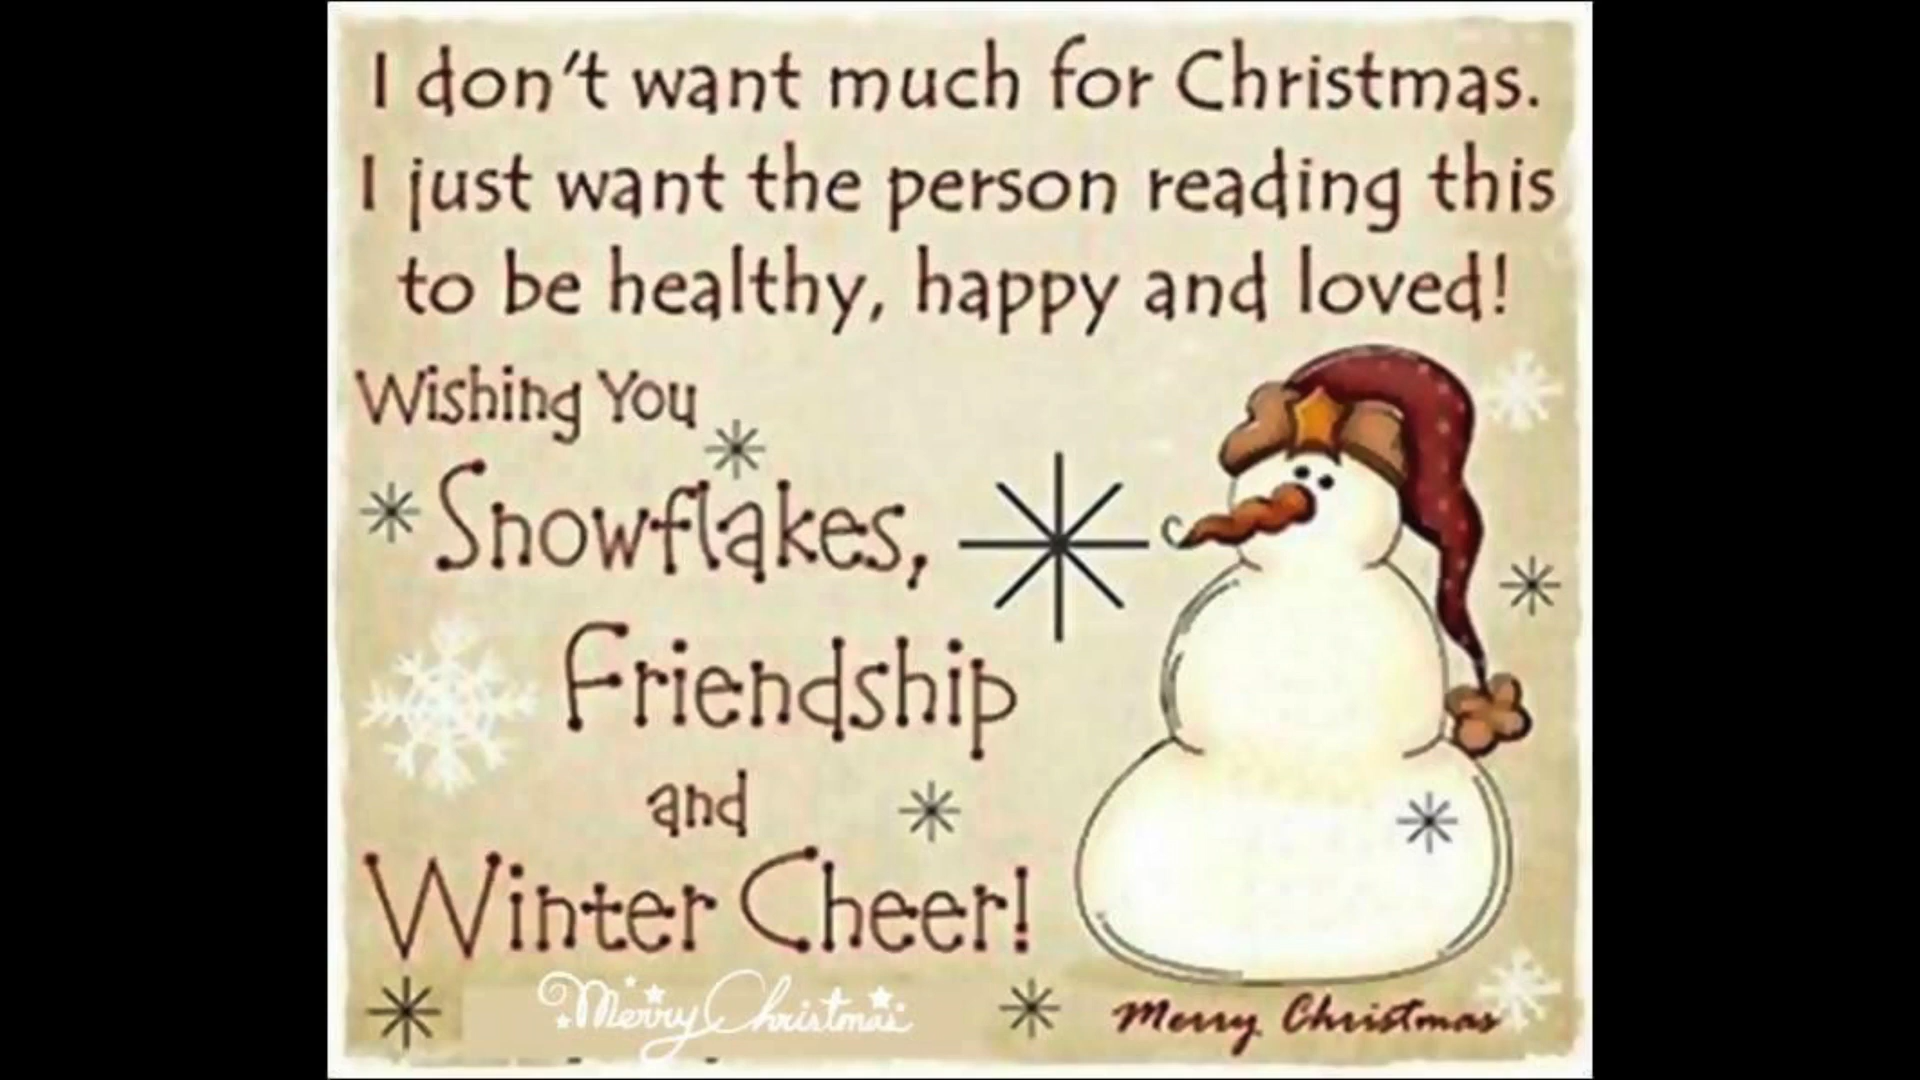 I don't want much for Christmas.
I just want the person reading this
to be healthy, happy and loved!
Wishing You
Snowflakes,
Friendship
and
Winter Cheer!
Merry Christmas
Merry Christmas